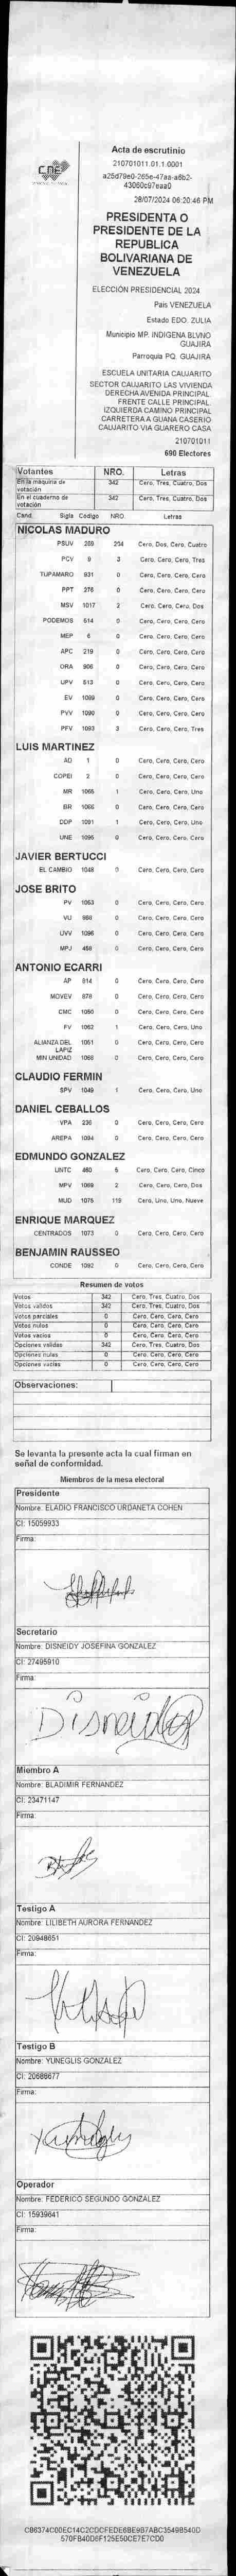 CNE
Acta de escrutinio
210701011.01.1.0001
28/07/2024 06:20:46 PM
PRESIDENTA O
PRESIDENTE DE LA
REPUBLICA
BOLIVARIANA DE
VENEZUELA
ELECCIÓN PRESIDENCIAL 2024
Pais VENEZUELA
Estado EDO. ZULIA
Municipio MP. INDIGENA BLVNO
GUAJIRA
Parroquia PQ. GUAJIRA
ESCUELA UNITARIA CAUJARITO
SECTOR CAUJARITO LAS VIVIENDA
DERECHA AVENIDA PRINCIPAL.
FRENTE CALLE PRINCIPAL.
IZQUIERDA CAMINO PRINCIPAL
CARRETERA A GUANA CASERIO
CAUJARITO VIA GUARERO CASA
210701011
690 Electores
Votantes NRO. Letras
En la máquina de votación 342 Cero, Tres, Cuatro, Dos
En el cuaderno de votación 342 Cero, Tres, Cuatro, Dos
Cand. Sigla Código NRO Letras
NICOLAS MADURO
PSUV 269 204 Cero, Dos, Cero, Cuatro
PCV 9 3 Cero, Cero, Cero, Tres
TUPAMARO 931 0 Cero, Cero, Cero, Cero
PPT 276 0 Cero, Cero, Cero, Cero
MSV 1017 2 Cero, Cero, Cero, Dos
PODEMOS 614 0 Cero, Cero, Cero, Cero
MEP 6 0 Cero, Cero, Cero, Cero
APC 219 0 Cero, Cero, Cero, Cero
ORA 906 0 Cero, Cero, Cero, Cero
UPV 513 0 Cero, Cero, Cero, Cero
EV 1089 0 Cero, Cero, Cero, Cero
PVV 1090 0 Cero, Cero, Cero, Cero
PFV 1093 3 Cero, Cero, Cero, Tres
LUIS MARTINEZ
AD 1 0 Cero, Cero, Cero, Cero
COPEI 2 0 Cero, Cero, Cero, Cero
MR 1065 1 Cero, Cero, Cero, Uno
BR 1066 0 Cero, Cero, Cero, Cero
DDP 1091 1 Cero, Cero, Cero, Uno
UNE 1095 0 Cero, Cero, Cero, Cero
JAVIER BERTUCCI
EL CAMBIO 1048 0 Cero, Cero, Cero, Cero
JOSE BRITO
PV 1053 0 Cero, Cero, Cero, Cero
VU 868 0 Cero, Cero, Cero, Cero
UVV 1096 0 Cero, Cero, Cero, Cero
MPJ 458 0 Cero, Cero, Cero, Cero
ANTONIO ECARRI
AP 814 0 Cero, Cero, Cero, Cero
MOVEV 878 0 Cero, Cero, Cero, Cero
CMC 1050 0 Cero, Cero, Cero, Cero
FV 1062 1 Cero, Cero, Cero, Uno
ALIANZA DEL LAPIZ 1051 0 Cero, Cero, Cero, Cero
MIN UNIDAD 1068 0 Cero, Cero, Cero, Cero
CLAUDIO FERMIN
SPV 1049 1 Cero, Cero, Cero, Uno
DANIEL CEBALLOS
VPA 230 0 Cero, Cero, Cero, Cero
AREPA 1094 0 Cero, Cero, Cero, Cero
EDMUNDO GONZALEZ
UNTC 460 5 Cero, Cero, Cero, Cinco
MPV 1069 2 Cero, Cero, Cero, Dos
MUD 1075 119 Cero, Uno, Uno, Nueve
ENRIQUE MARQUEZ
CENTRADOS 1073 0 Cero, Cero, Cero, Cero
BENJAMIN RAUSSEO
CONDE 1092 0 Cero, Cero, Cero, Cero
Resumen de votos
Votos 342 Cero, Tres, Cuatro, Dos
Votos validos 342 Cero, Tres, Cuatro, Dos
Votos parciales 0 Cero, Cero, Cero, Cero
Votos nulos 0 Cero, Cero, Cero, Cero
Votos vacios 0 Cero, Cero, Cero, Cero
Opciones validas 342 Cero, Tres, Cuatro, Dos
Opciones nulas 0 Cero, Cero, Cero, Cero
Opciones vacias 0 Cero, Cero, Cero, Cero
Observaciones:
Se levanta la presente acta la cual firman en
señal de conformidad.
Miembros de la mesa electoral
Presidente
Nombre: ELADIO FRANCISCO URDANETA COHEN
CI: 15059933
Firma:
Secretario
Nombre: DISNEIDY JOSEFINA GONZALEZ
CI: 27495910
Firma:
Disneidy
Miembro A
Nombre: BLADIMIR FERNANDEZ
CI: 23471147
Firma:
Testigo A
Nombre: LILIBETH AURORA FERNANDEZ
CI: 20948651
Firma:
Testigo B
Nombre: YUNEGLIS GONZALEZ
CI: 20688677
Firma:
Operador
Nombre: FEDERICO SEGUNDO GONZALEZ
CI: 15939641
Firma: